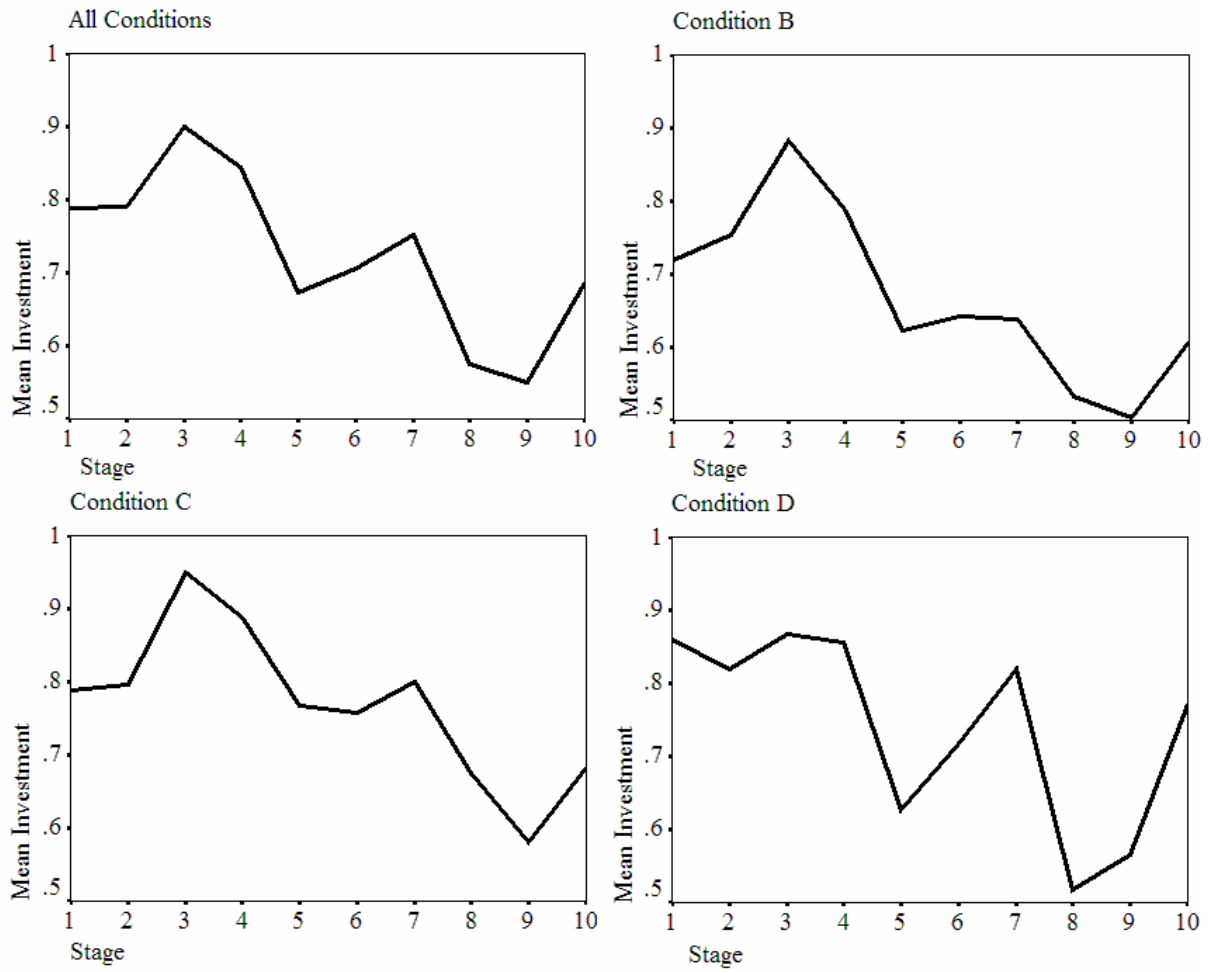 All Conditions
Mean Investment
1
.9
.8
.7
.6
.5
1 2 3 4 5 6 7 8 9 10
Stage
Condition B
Mean Investment
1
.9
.8
.7
.6
.5
1 2 3 4 5 6 7 8 9 10
Stage
Condition C
Mean Investment
1
.9
.8
.7
.6
.5
1 2 3 4 5 6 7 8 9 10
Stage
Condition D
Mean Investment
1
.9
.8
.7
.6
.5
1 2 3 4 5 6 7 8 9 10
Stage